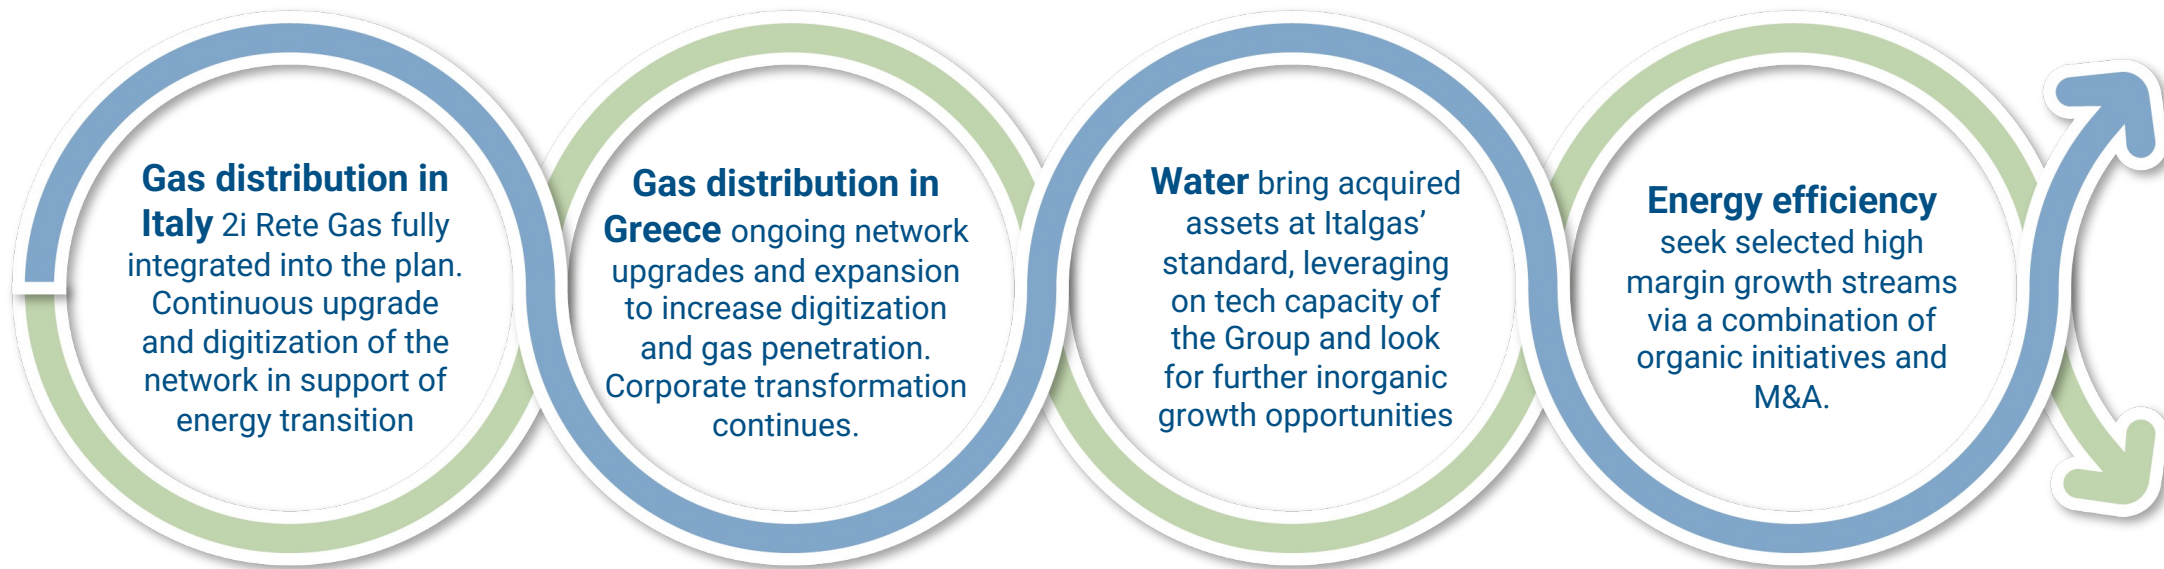 Gas distribution in
Italy 2i Rete Gas fully
integrated into the plan.
Continuous upgrade
and digitization of the
network in support of
energy transition
Gas distribution in
Greece ongoing network
upgrades and expansion
to increase digitization
and gas penetration.
Corporate transformation
continues.
Water bring acquired
assets at Italgas’
standard, leveraging
on tech capacity of
the Group and look
for further inorganic
growth opportunities
Energy efficiency
seek selected high
margin growth streams
via a combination of
organic initiatives and
M&A.